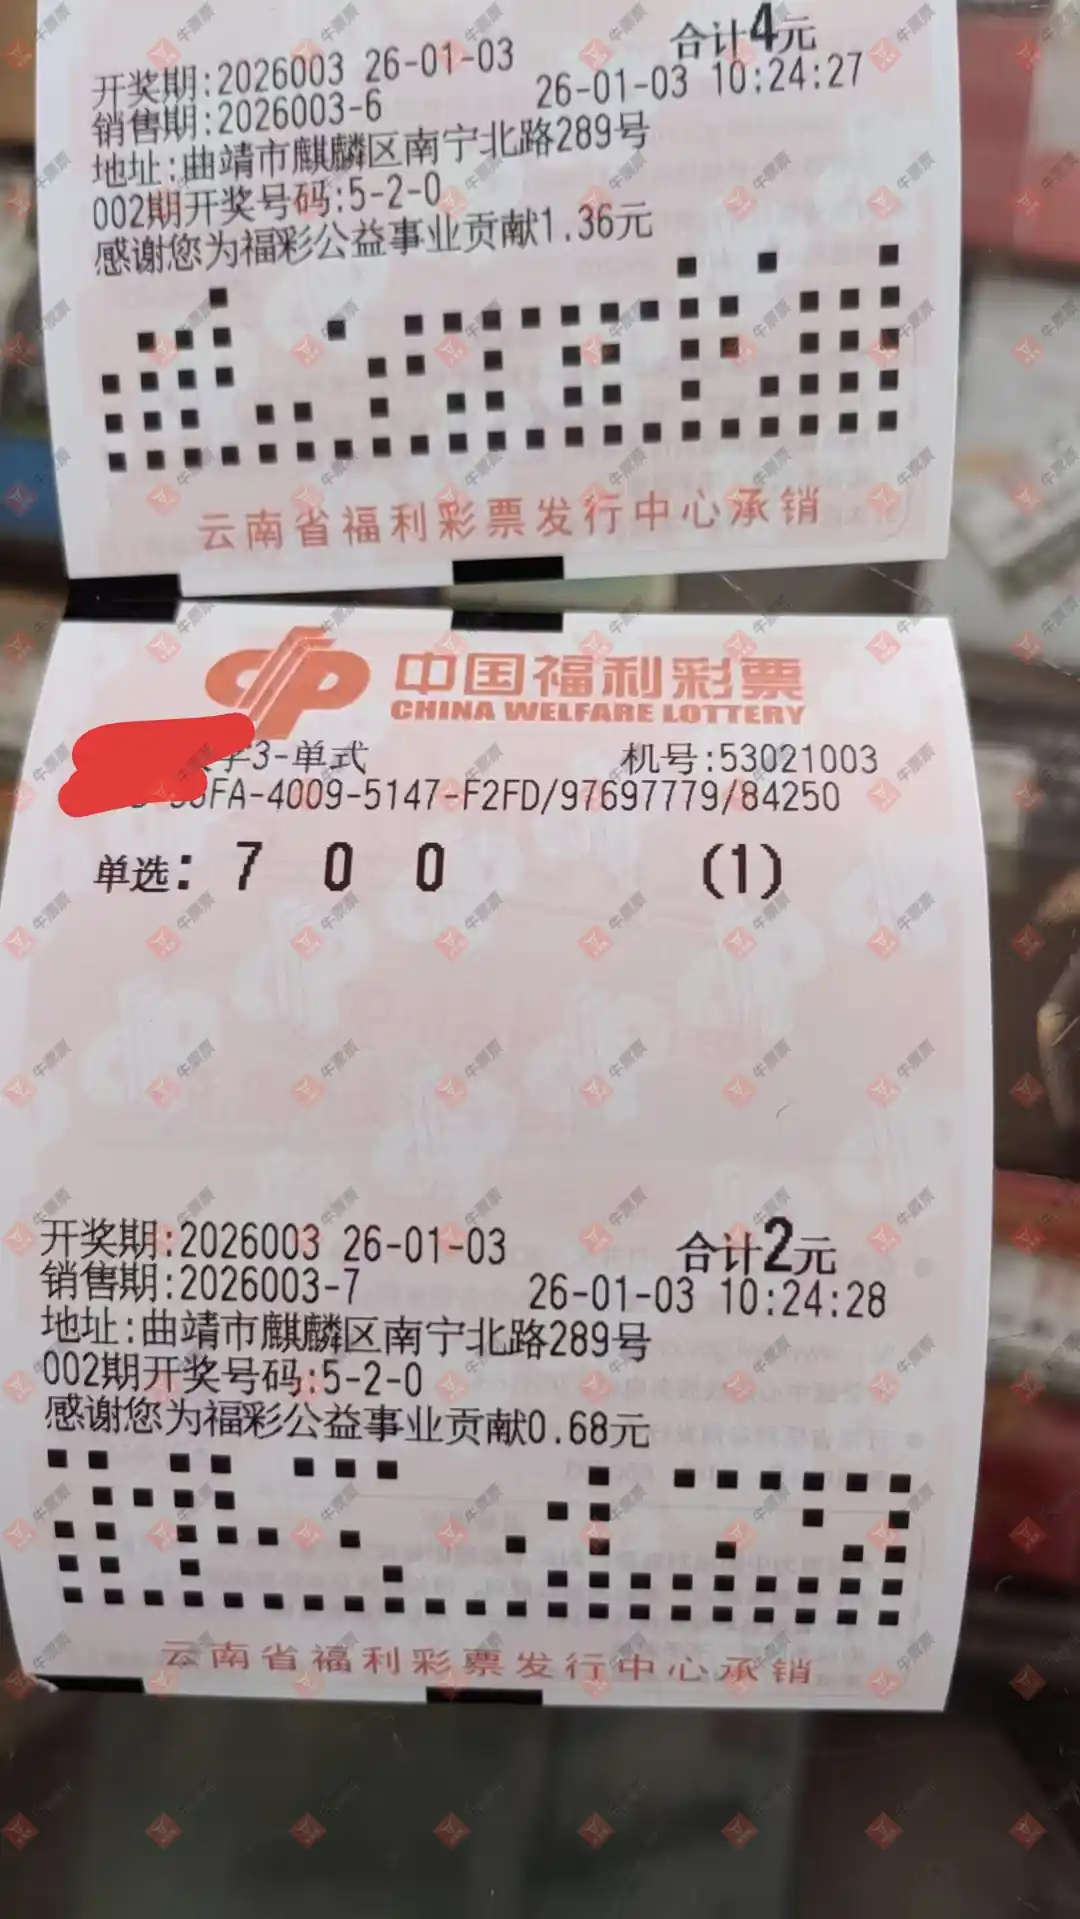 合计4元
开奖期:2026003 26-01-03
销售期:2026003-6 26-01-03 10:24:27
地址:曲靖市麒麟区南宁北路289号
002期开奖号码:5-2-0
感谢您为福彩公益事业贡献1.36元
云南省福利彩票发行中心承销
中国福利彩票
CHINA WELFARE LOTTERY
字3-单式 机号:53021003
FA-4009-5147-F2FD/97697779/84250
单选: 7 0 0 (1)
开奖期:2026003 26-01-03 合计2元
销售期:2026003-7 26-01-03 10:24:28
地址:曲靖市麒麟区南宁北路289号
002期开奖号码:5-2-0
感谢您为福彩公益事业贡献0.68元
云南省福利彩票发行中心承销
牛票票